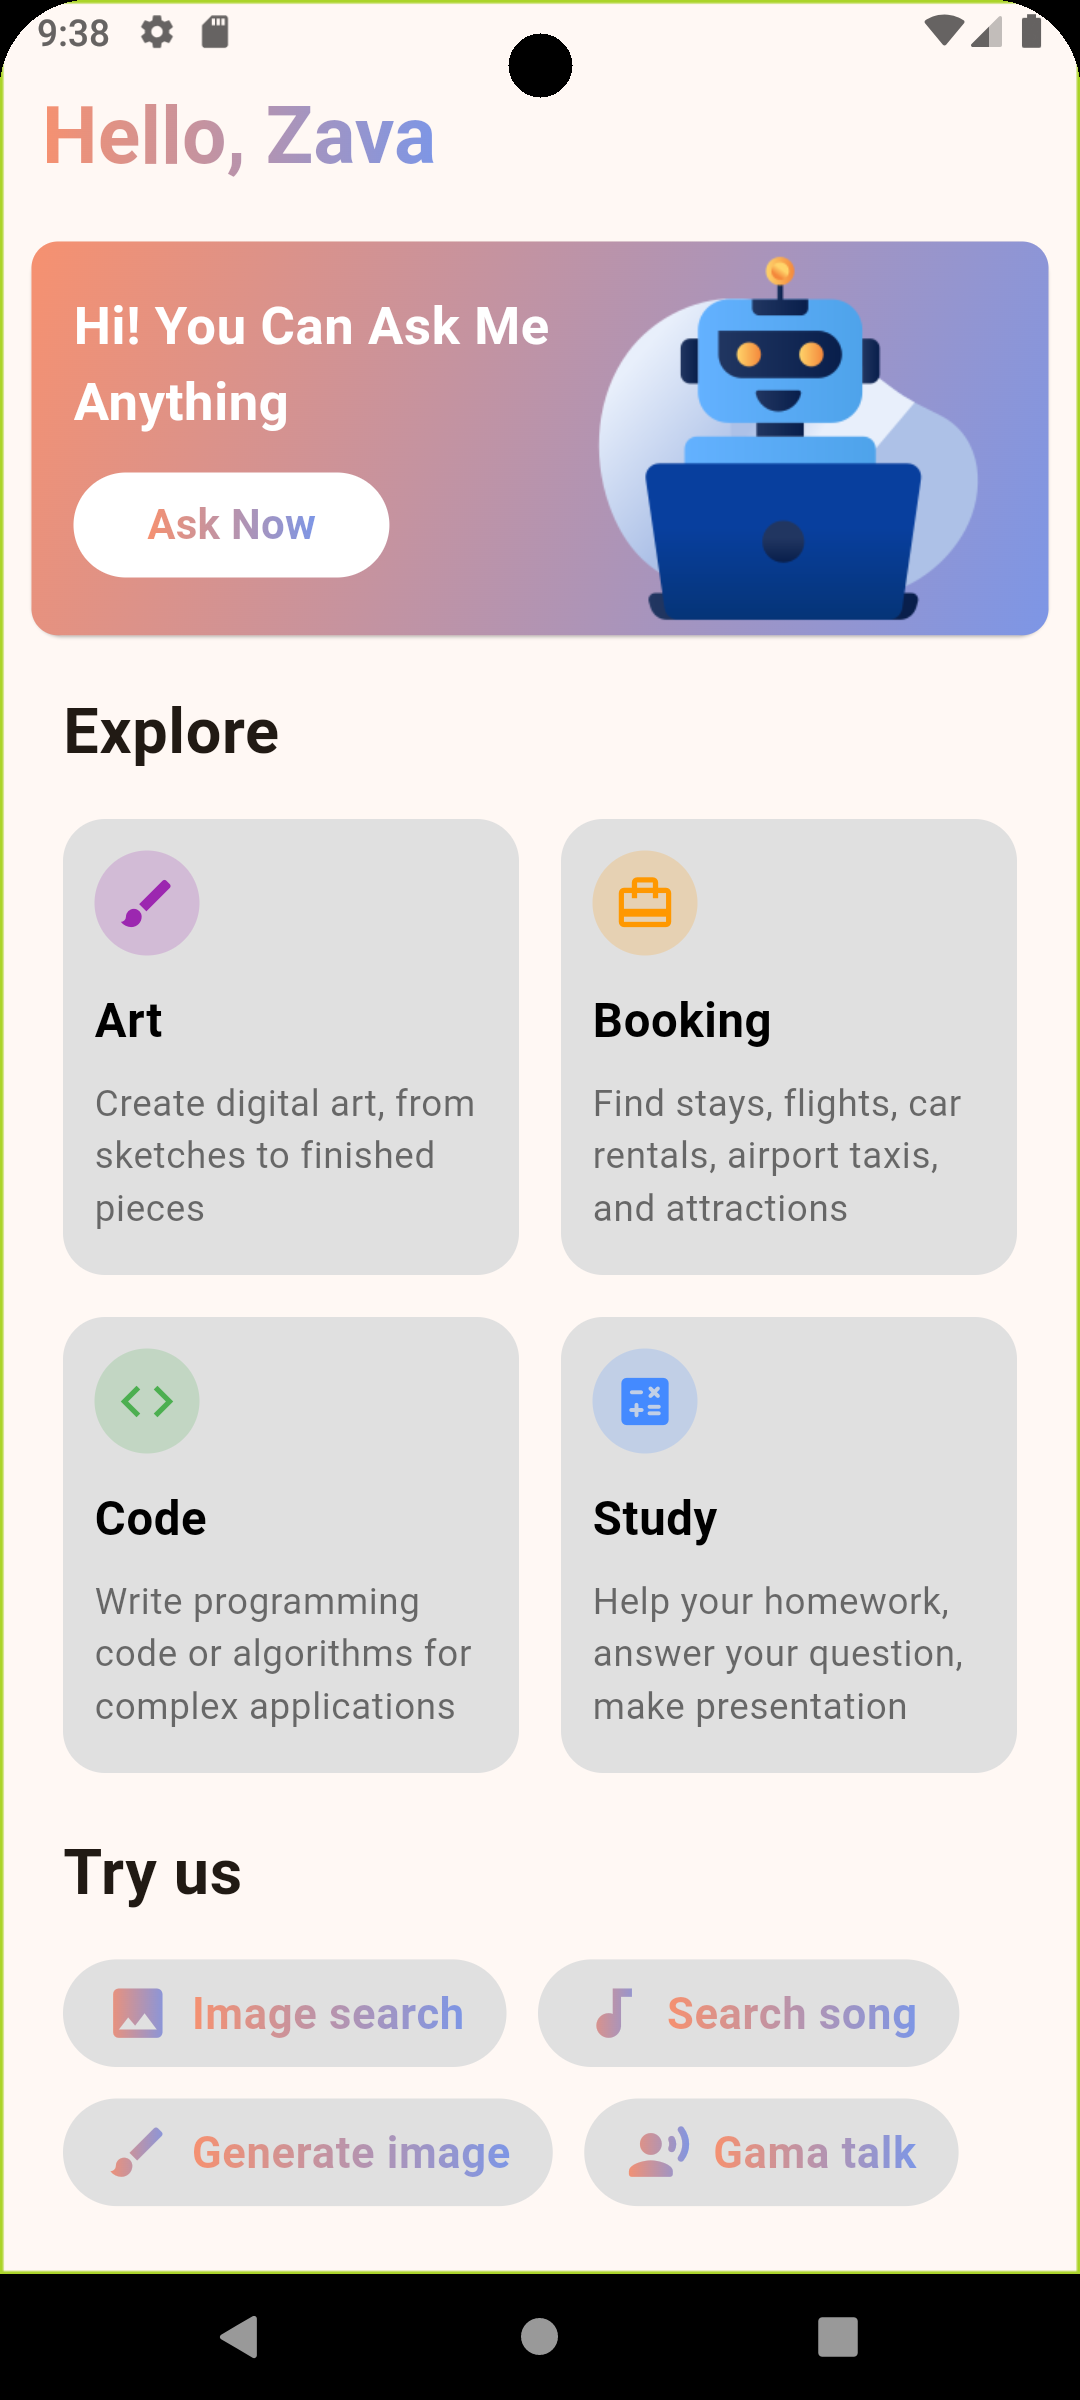 9:38
Hello, Zava
Hi! You Can Ask Me
Anything
Ask Now
Explore
Art
Create digital art, from
sketches to finished
pieces
Booking
Find stays, flights, car
rentals, airport taxis,
and attractions
Code
Write programming
code or algorithms for
complex applications
Study
Help your homework,
answer your question,
make presentation
Try us
Image search
Search song
Generate image
Gama talk